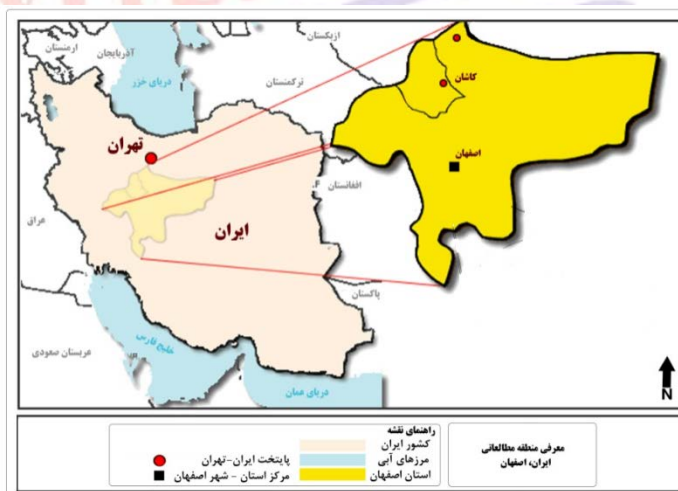 ارمنستان
آذربایجان
ازبکستان
دریای خزر
ترکمنستان
کاشان
تهران
اصفهان
افغانستان
عراق
ایران
پاکستان
خلیج فارس
عربستان صعودی
دریای عمان
N
راهنمای نقشه
کشور ایران
مرزهای آبی
استان اصفهان
پایتخت ایران-تهران
مرکز استان - شهر اصفهان
معرفی منطقه مطالعاتی
ایران، اصفهان